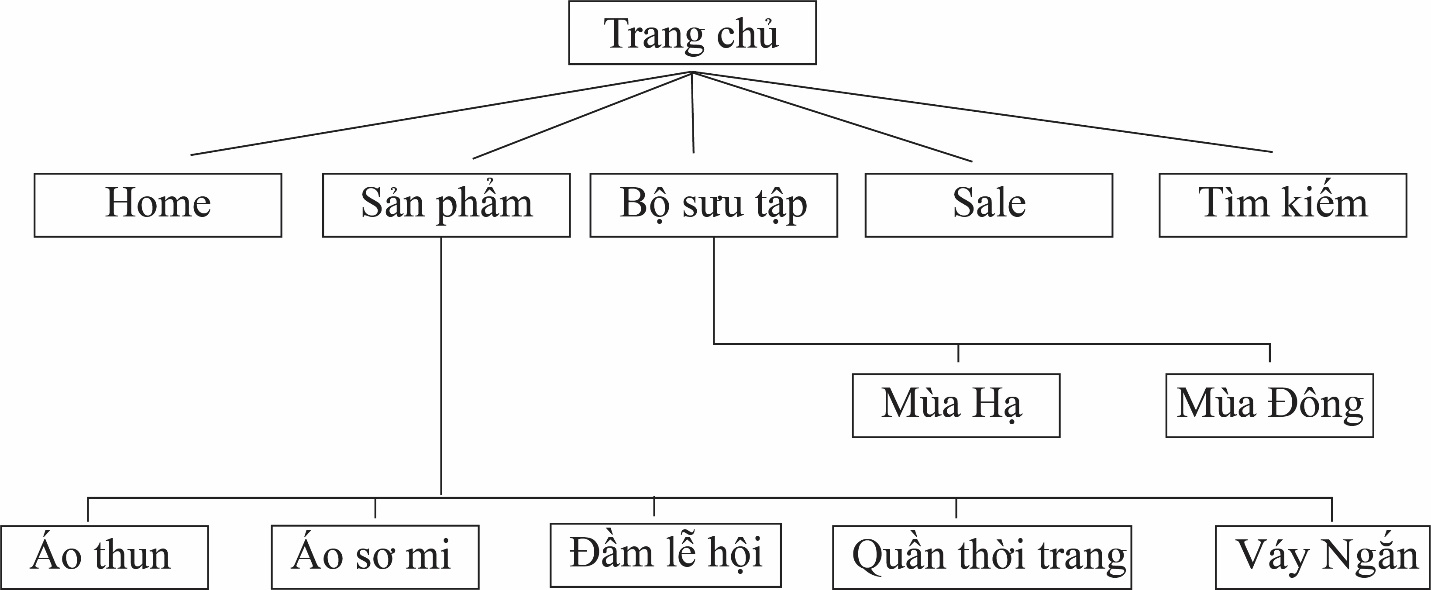 Trang chủ
Home
Sản phẩm
Bộ sưu tập
Sale
Tìm kiếm
Mùa Hạ
Mùa Đông
Áo thun
Áo sơ mi
Đầm lễ hội
Quần thời trang
Váy Ngắn